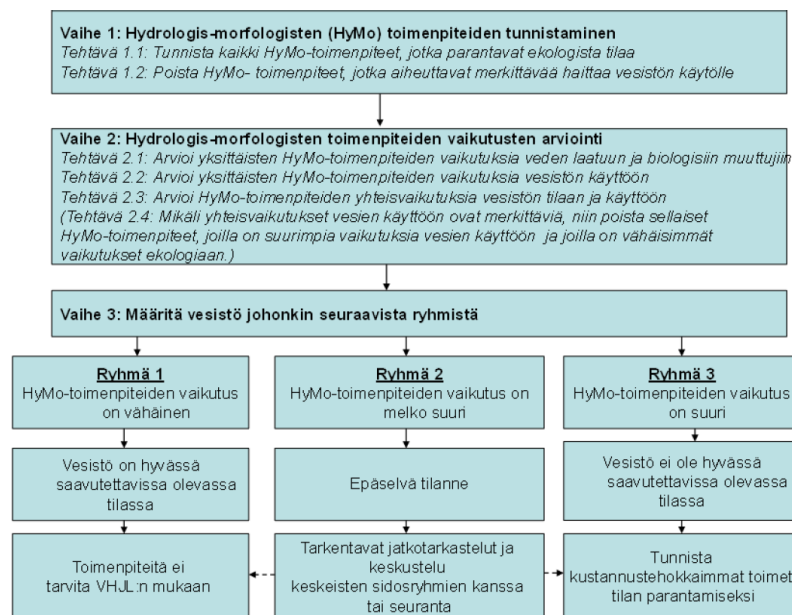 Vaihe 1: Hydrologis-morfologisten (HyMo) toimenpiteiden tunnistaminen
Tehtävä 1.1: Tunnista kaikki HyMo-toimenpiteet, jotka parantavat ekologista tilaa
Tehtävä 1.2: Poista HyMo- toimenpiteet, jotka aiheuttavat merkittävää haittaa vesistön käytölle
Vaihe 2: Hydrologis-morfologisten toimenpiteiden vaikutusten arviointi
Tehtävä 2.1: Arvioi yksittäisten HyMo-toimenpiteiden vaikutuksia veden laatuun ja biologisiin muuttujiin
Tehtävä 2.2: Arvioi yksittäisten HyMo-toimenpiteiden vaikutuksia vesistön käyttöön
Tehtävä 2.3: Arvioi HyMo-toimenpiteiden yhteisvaikutuksia vesistön tilaan ja käyttöön
(Tehtävä 2.4: Mikäli yhteisvaikutukset vesien käyttöön ovat merkittäviä, niin poista sellaiset
HyMo-toimenpiteet, joilla on suurimpia vaikutuksia vesien käyttöön ja joilla on vähäisimmät
vaikutukset ekologiaan.)
Vaihe 3: Määritä vesistö johonkin seuraavista ryhmistä
Ryhmä 1
HyMo-toimenpiteiden vaikutus
on vähäinen
Ryhmä 2
HyMo-toimenpiteiden vaikutus on
melko suuri
Ryhmä 3
HyMo-toimenpiteiden vaikutus
on suuri
Vesistö on hyvässä
saavutettavissa olevassa
tilassa
Epäselvä tilanne
Vesistö ei ole hyvässä
saavutettavissa olevassa
tilassa
Toimenpiteitä ei
tarvita VHJL:n mukaan
Tarkentavat jatkotarkastelut ja
keskustelu
keskeisten sidosryhmien kanssa
tai seuranta
Tunnista
kustannustehokkaimmat toimet
tilan parantamiseksi